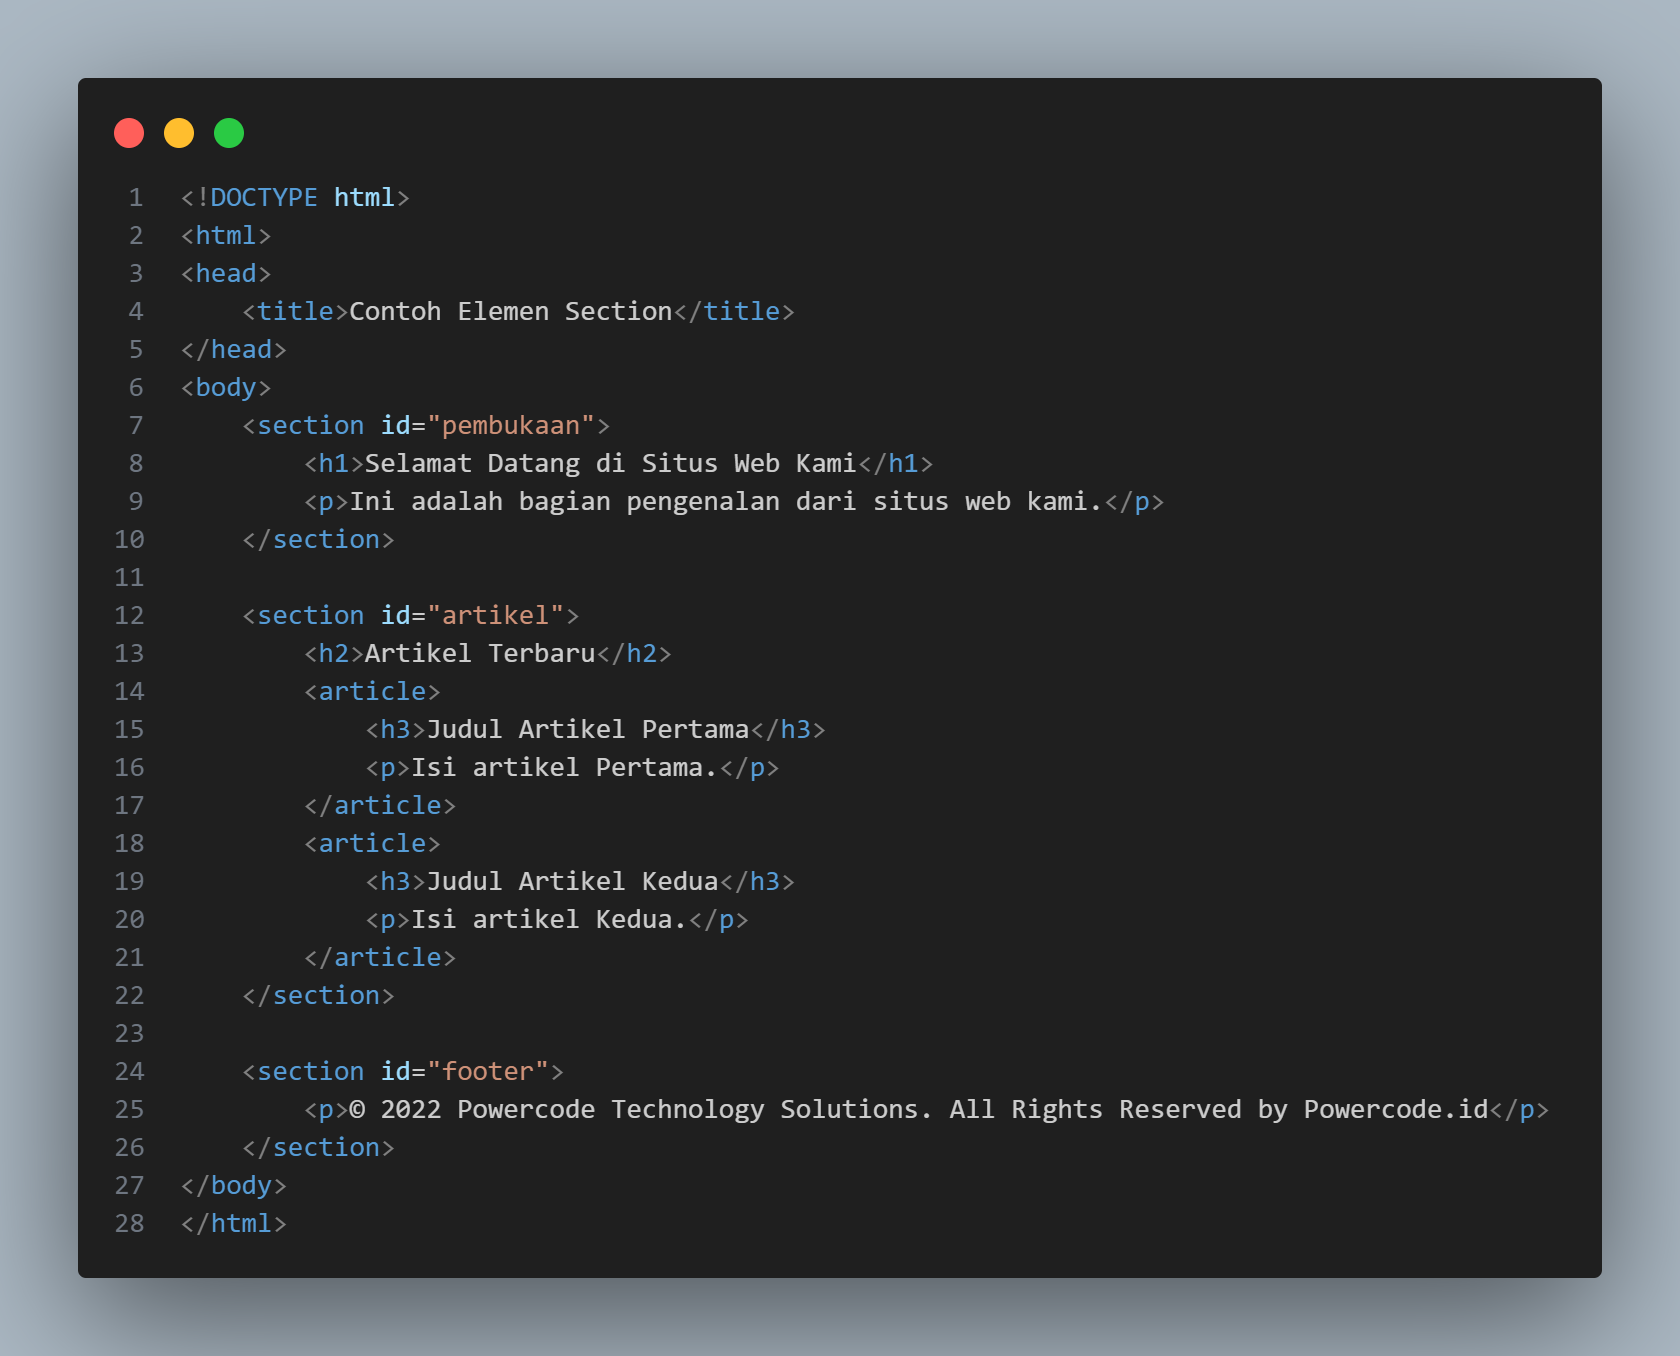 1 <!DOCTYPE html>
2 <html>
3 <head>
4     <title>Contoh Elemen Section</title>
5 </head>
6 <body>
7     <section id="pembukaan">
8         <h1>Selamat Datang di Situs Web Kami</h1>
9         <p>Ini adalah bagian pengenalan dari situs web kami.</p>
10     </section>
11
12     <section id="artikel">
13         <h2>Artikel Terbaru</h2>
14         <article>
15             <h3>Judul Artikel Pertama</h3>
16             <p>Isi artikel Pertama.</p>
17         </article>
18         <article>
19             <h3>Judul Artikel Kedua</h3>
20             <p>Isi artikel Kedua.</p>
21         </article>
22     </section>
23
24     <section id="footer">
25         <p>© 2022 Powercode Technology Solutions. All Rights Reserved by Powercode.id</p>
26     </section>
27 </body>
28 </html>